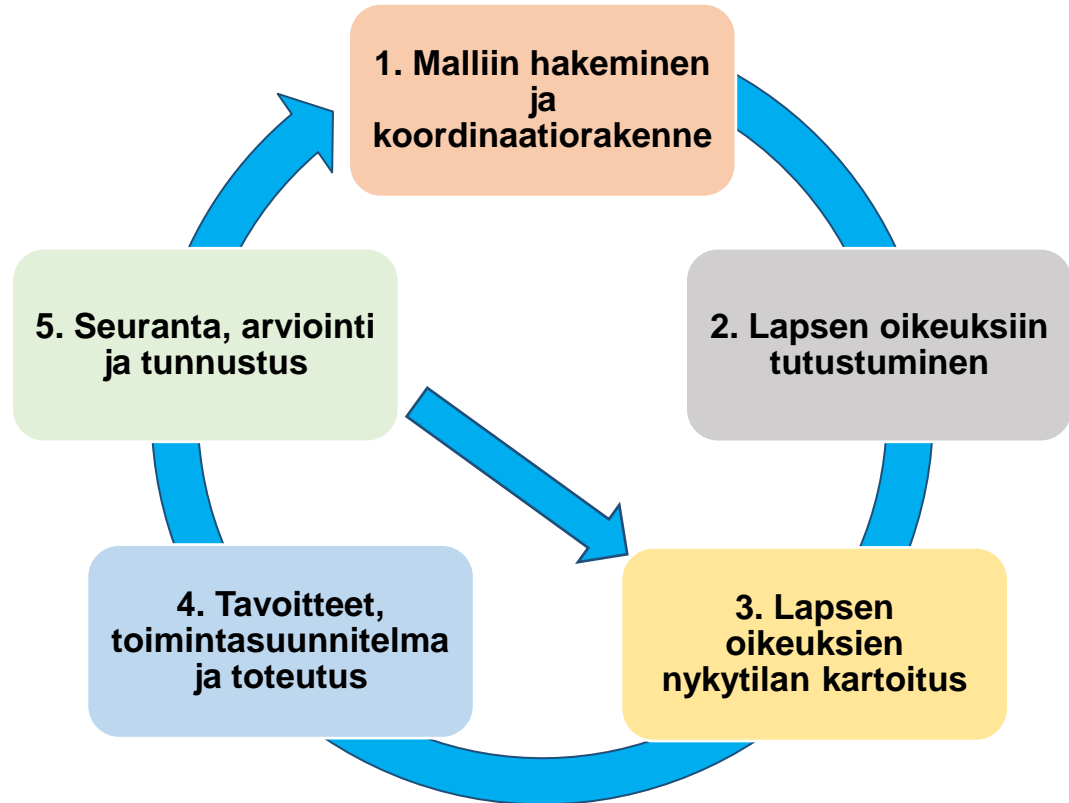 1. Malliin hakeminen
ja
koordinaatiorakenne
2. Lapsen oikeuksiin
tutustuminen
3. Lapsen
oikeuksien
nykytilan kartoitus
4. Tavoitteet,
toimintasuunnitelma
ja toteutus
5. Seuranta, arviointi
ja tunnustus